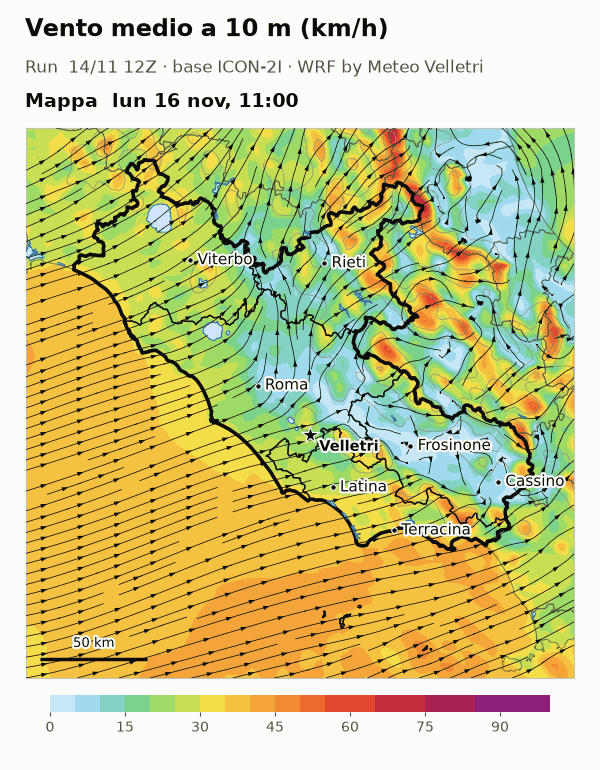 Vento medio a 10 m (km/h)
Run 14/11 12Z · base ICON-2I · WRF by Meteo Velletri
Mappa lun 16 nov, 11:00
Viterbo
Rieti
Roma
Velletri
Frosinone
Latina
Cassino
Terracina
50 km
0 15 30 45 60 75 90